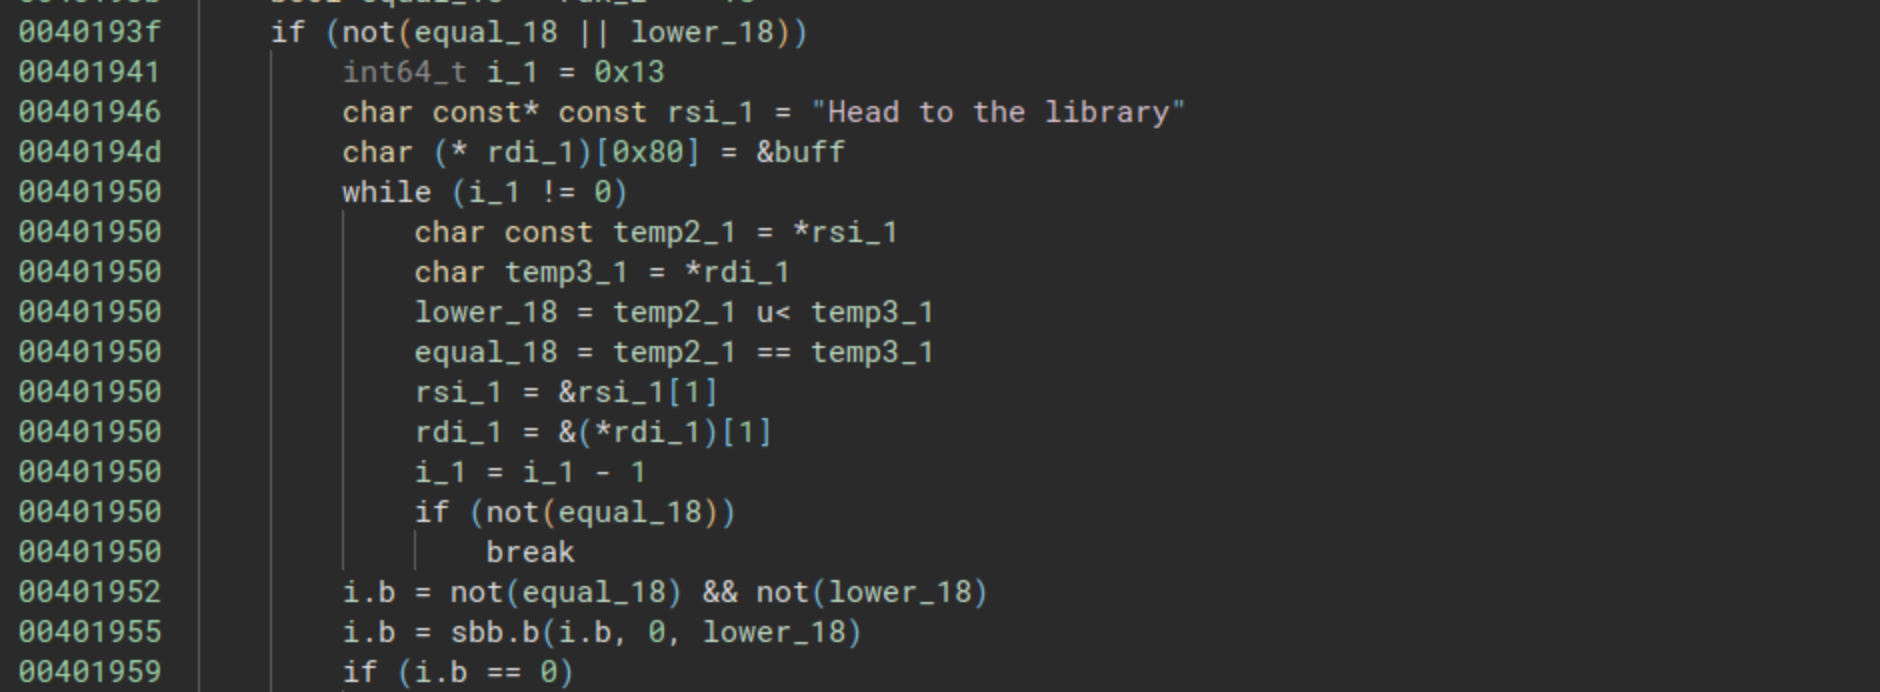 0040193f if (not(equal_18 || lower_18))
00401941 int64_t i_1 = 0x13
00401946 char const* const rsi_1 = "Head to the library"
0040194d char (* rdi_1)[0x80] = &buff
00401950 while (i_1 != 0)
00401950 char const temp2_1 = *rsi_1
00401950 char temp3_1 = *rdi_1
00401950 lower_18 = temp2_1 u< temp3_1
00401950 equal_18 = temp2_1 == temp3_1
00401950 rsi_1 = &rsi_1[1]
00401950 rdi_1 = &(*rdi_1)[1]
00401950 i_1 = i_1 - 1
00401950 if (not(equal_18))
00401950 break
00401952 i.b = not(equal_18) && not(lower_18)
00401955 i.b = sbb.b(i.b, 0, lower_18)
00401959 if (i.b == 0)